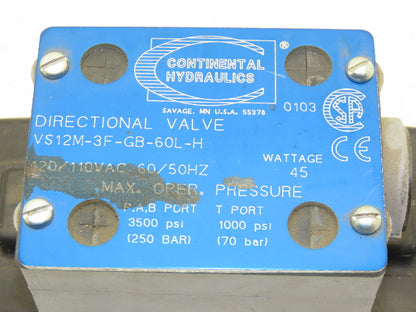 CONTINENTAL
HYDRAULICS
®
SAVAGE, MN U.S.A. 55378
0103
DIRECTIONAL VALVE
VS12M-3F-GB-60L-H
120/110VAC 60/50HZ
WATTAGE
45
MAX. OPER. PRESSURE
P,A,B PORT T PORT
3500 psi 1000 psi
(250 BAR) (70 bar)
CE